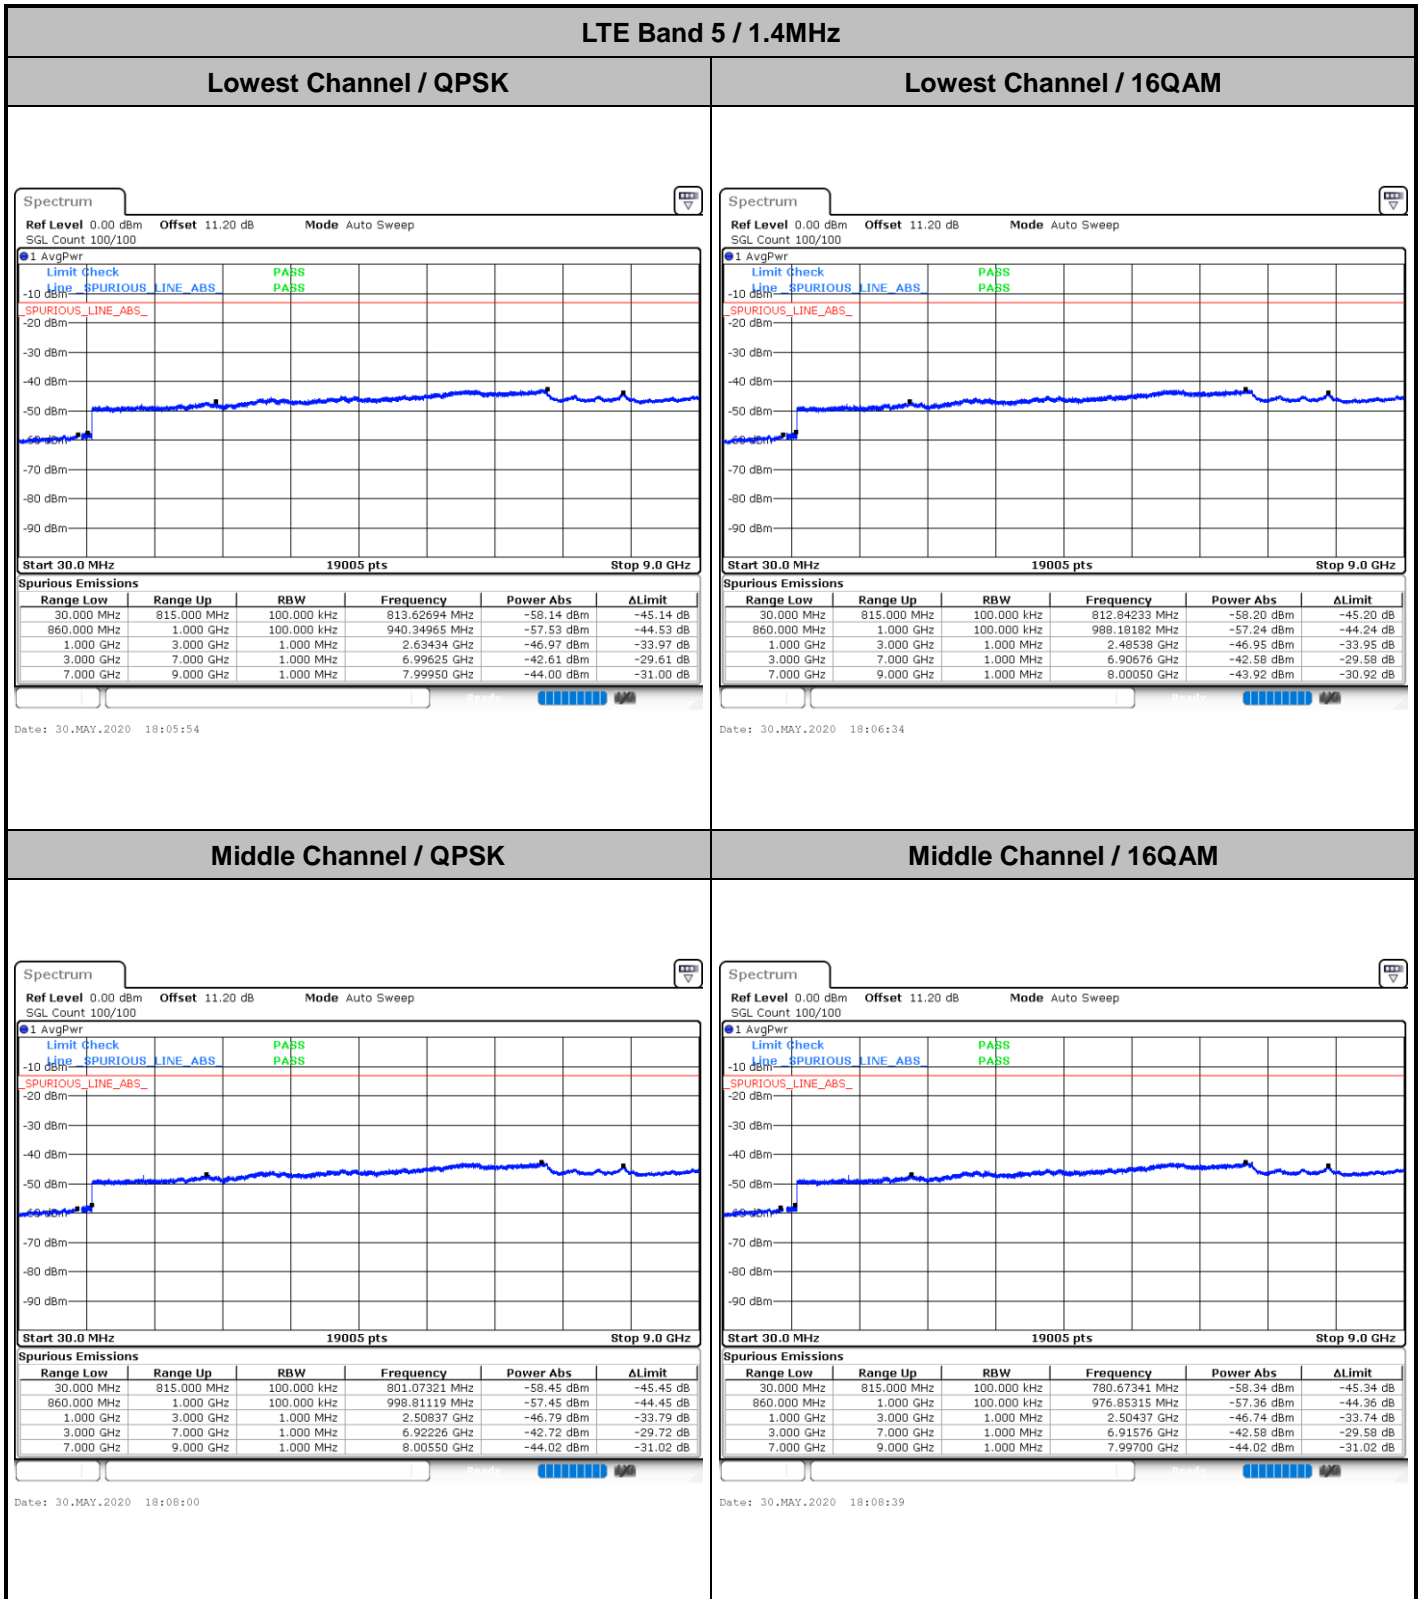 LTE Band 5 / 1.4MHz
Lowest Channel / QPSK
Lowest Channel / 16QAM
Spectrum
Ref Level 0.00 dBm Offset 11.20 dB Mode Auto Sweep
SGL Count 100/100
1 AvgPwr
Limit Check PASS
Line _SPURIOUS_LINE_ABS_ PASS
-10 dBm
_SPURIOUS_LINE_ABS_
-20 dBm
-30 dBm
-40 dBm
-50 dBm
-60 dBm
-70 dBm
-80 dBm
-90 dBm
Start 30.0 MHz 19005 pts Stop 9.0 GHz
Spurious Emissions
Range Low Range Up RBW Frequency Power Abs ΔLimit
30.000 MHz 815.000 MHz 100.000 kHz 813.62694 MHz -58.14 dBm -45.14 dB
860.000 MHz 1.000 GHz 100.000 kHz 940.34965 MHz -57.53 dBm -44.53 dB
1.000 GHz 3.000 GHz 1.000 MHz 2.63434 GHz -46.97 dBm -33.97 dB
3.000 GHz 7.000 GHz 1.000 MHz 6.99625 GHz -42.61 dBm -29.61 dB
7.000 GHz 9.000 GHz 1.000 MHz 7.99950 GHz -44.00 dBm -31.00 dB
Ready
Date: 30.MAY.2020 18:05:54
Spectrum
Ref Level 0.00 dBm Offset 11.20 dB Mode Auto Sweep
SGL Count 100/100
1 AvgPwr
Limit Check PASS
Line _SPURIOUS_LINE_ABS_ PASS
-10 dBm
_SPURIOUS_LINE_ABS_
-20 dBm
-30 dBm
-40 dBm
-50 dBm
-60 dBm
-70 dBm
-80 dBm
-90 dBm
Start 30.0 MHz 19005 pts Stop 9.0 GHz
Spurious Emissions
Range Low Range Up RBW Frequency Power Abs ΔLimit
30.000 MHz 815.000 MHz 100.000 kHz 812.84233 MHz -58.20 dBm -45.20 dB
860.000 MHz 1.000 GHz 100.000 kHz 988.18182 MHz -57.24 dBm -44.24 dB
1.000 GHz 3.000 GHz 1.000 MHz 2.48538 GHz -46.95 dBm -33.95 dB
3.000 GHz 7.000 GHz 1.000 MHz 6.90676 GHz -42.58 dBm -29.58 dB
7.000 GHz 9.000 GHz 1.000 MHz 8.00050 GHz -43.92 dBm -30.92 dB
Ready
Date: 30.MAY.2020 18:06:34
Middle Channel / QPSK
Middle Channel / 16QAM
Spectrum
Ref Level 0.00 dBm Offset 11.20 dB Mode Auto Sweep
SGL Count 100/100
1 AvgPwr
Limit Check PASS
Line _SPURIOUS_LINE_ABS_ PASS
-10 dBm
_SPURIOUS_LINE_ABS_
-20 dBm
-30 dBm
-40 dBm
-50 dBm
-60 dBm
-70 dBm
-80 dBm
-90 dBm
Start 30.0 MHz 19005 pts Stop 9.0 GHz
Spurious Emissions
Range Low Range Up RBW Frequency Power Abs ΔLimit
30.000 MHz 815.000 MHz 100.000 kHz 801.07321 MHz -58.45 dBm -45.45 dB
860.000 MHz 1.000 GHz 100.000 kHz 998.81119 MHz -57.45 dBm -44.45 dB
1.000 GHz 3.000 GHz 1.000 MHz 2.50837 GHz -46.79 dBm -33.79 dB
3.000 GHz 7.000 GHz 1.000 MHz 6.92226 GHz -42.72 dBm -29.72 dB
7.000 GHz 9.000 GHz 1.000 MHz 8.00550 GHz -44.02 dBm -31.02 dB
Ready
Date: 30.MAY.2020 18:08:00
Spectrum
Ref Level 0.00 dBm Offset 11.20 dB Mode Auto Sweep
SGL Count 100/100
1 AvgPwr
Limit Check PASS
Line _SPURIOUS_LINE_ABS_ PASS
-10 dBm
_SPURIOUS_LINE_ABS_
-20 dBm
-30 dBm
-40 dBm
-50 dBm
-60 dBm
-70 dBm
-80 dBm
-90 dBm
Start 30.0 MHz 19005 pts Stop 9.0 GHz
Spurious Emissions
Range Low Range Up RBW Frequency Power Abs ΔLimit
30.000 MHz 815.000 MHz 100.000 kHz 780.67341 MHz -58.34 dBm -45.34 dB
860.000 MHz 1.000 GHz 100.000 kHz 976.85315 MHz -57.36 dBm -44.36 dB
1.000 GHz 3.000 GHz 1.000 MHz 2.50437 GHz -46.74 dBm -33.74 dB
3.000 GHz 7.000 GHz 1.000 MHz 6.91576 GHz -42.58 dBm -29.58 dB
7.000 GHz 9.000 GHz 1.000 MHz 7.99700 GHz -44.02 dBm -31.02 dB
Ready
Date: 30.MAY.2020 18:08:39